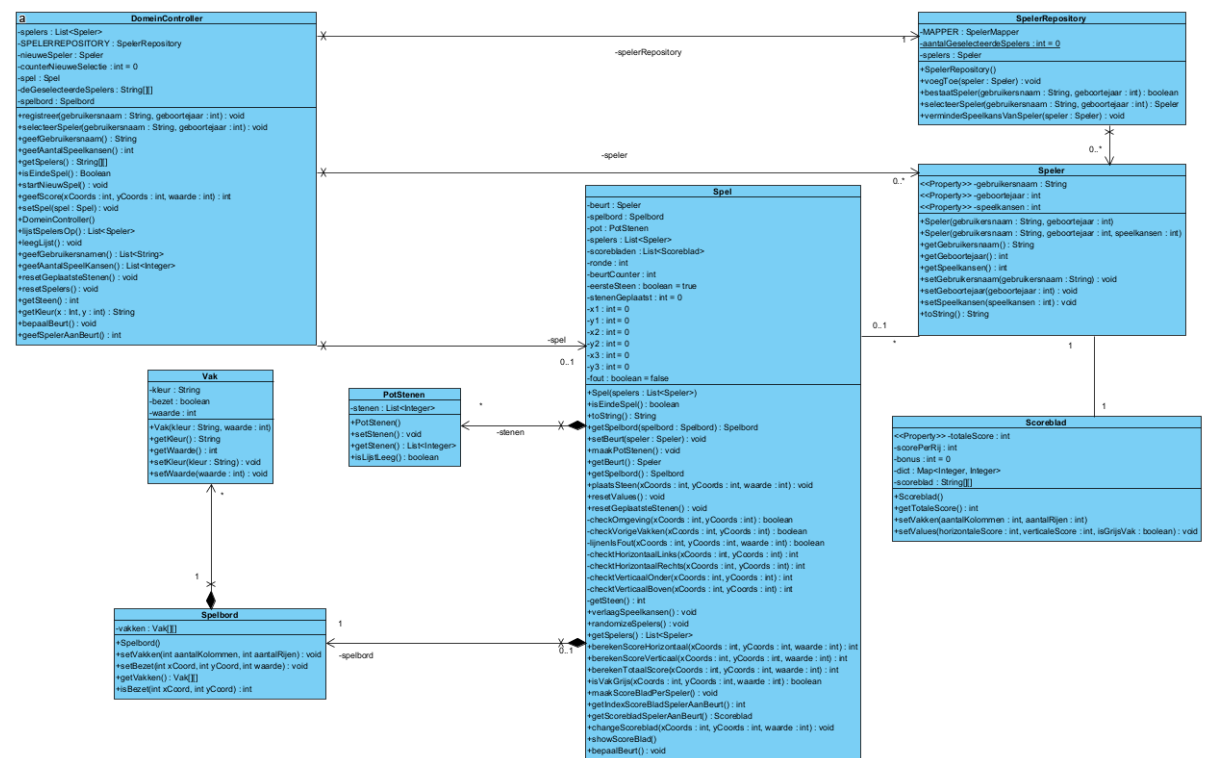 a
DomeinController
-spelers : List<Speler>
-SPELERREPOSITORY : SpelerRepository
-nieuweSpeler : Speler
-counterNieuweSelectie : int = 0
-spel : Spel
-deGeselecteerdeSpelers : String[][]
-spelbord : Spelbord
+registreer(gebruikersnaam : String, geboortejaar : int) : void
+selecteerSpeler(gebruikersnaam : String, geboortejaar : int) : void
+geefGebruikersnaam() : String
+geefAantalSpeelkansen() : int
+getSpelers() : String[][]
+isEindeSpel() : Boolean
+startNieuwSpel() : void
+geefScore(xCoords : int, yCoords : int, waarde : int) : int
+setSpel(spel : Spel) : void
+DomeinController()
+lijstSpelersOp() : List<Speler>
+leegLijst() : void
+geefGebruikersnamen() : List<String>
+geefAantalSpeelKansen() : List<Integer>
+resetGeplaatsteStenen() : void
+resetSpelers() : void
+getSteen() : int
+getKleur(x : Int, y : int) : String
+bepaalBeurt() : void
+geefSpelerAanBeurt() : int
-spelerRepository
1
SpelerRepository
-MAPPER : SpelerMapper
-aantalGeselecteerdeSpelers : int = 0
-spelers : Speler
+SpelerRepository()
+voegToe(speler : Speler) : void
+bestaatSpeler(gebruikersnaam : String, geboortejaar : int) : boolean
+selecteerSpeler(gebruikersnaam : String, geboortejaar : int) : Speler
+verminderSpeelkansVanSpeler(speler : Speler) : void
0..*
-speler
0..*
Speler
<<Property>> -gebruikersnaam : String
<<Property>> -geboortejaar : int
<<Property>> -speelkansen : int
+Speler(gebruikersnaam : String, geboortejaar : int)
+Speler(gebruikersnaam : String, geboortejaar : int, speelkansen : int)
+getGebruikersnaam() : String
+getGeboortejaar() : int
+getSpeelkansen() : int
+setGebruikersnaam(gebruikersnaam : String) : void
+setGeboortejaar(geboortejaar : int) : void
+setSpeelkansen(speelkansen : int) : void
+toString() : String
Spel
-beurt : Speler
-spelbord : Spelbord
-pot : PotStenen
-spelers : List<Speler>
-scorebladen : List<Scoreblad>
-ronde : int
-beurtCounter : int
-eersteSteen : boolean = true
-stenenGeplaatst : int = 0
-x1 : int = 0
-y1 : int = 0
-x2 : int = 0
-y2 : int = 0
-x3 : int = 0
-y3 : int = 0
-fout : boolean = false
+Spel(spelers : List<Speler>)
+isEindeSpel() : boolean
+toString() : String
+getSpelbord(spelbord : Spelbord) : Spelbord
+setBeurt(speler : Speler) : void
+maakPotStenen() : void
+getBeurt() : Speler
+getSpelbord() : Spelbord
+plaatsSteen(xCoords : int, yCoords : int, waarde : int) : void
+resetValues() : void
+resetGeplaatsteStenen() : void
-checkOmgeving(xCoords : int, yCoords : int) : boolean
-checkVorigeVakken(xCoords : int, yCoords : int) : boolean
-lijnenIsFout(xCoords : int, yCoords : int, waarde : int) : boolean
-checktHorizontaalLinks(xCoords : int, yCoords : int) : int
-checktHorizontaalRechts(xCoords : int, yCoords : int) : int
-checktVerticaalOnder(xCoords : int, yCoords : int) : int
-checktVerticaalBoven(xCoords : int, yCoords : int) : int
-getSteen() : int
+verlaagSpeelkansen() : void
+randomizeSpelers() : void
+getSpelers() : List<Speler>
+berekenScoreHorizontaal(xCoords : int, yCoords : int, waarde : int) : int
+berekenScoreVerticaal(xCoords : int, yCoords : int, waarde : int) : int
+berekenTotaalScore(xCoords : int, yCoords : int, waarde : int) : int
+isVakGrijs(xCoords : int, yCoords : int, waarde : int) : boolean
+maakScoreBladPerSpeler() : void
+getIndexScoreBladSpelerAanBeurt() : int
+getScorebladSpelerAanBeurt() : Scoreblad
+changeScoreblad(xCoords : int, yCoords : int, waarde : int) : void
+showScoreBlad()
+bepaalBeurt() : void
-spel
0..1
0..1
*
1
1
Scoreblad
<<Property>> -totaleScore : int
-scorePerRij : int
-bonus : int = 0
-dict : Map<Integer, Integer>
-scoreblad : String[][]
+Scoreblad()
+getTotaleScore() : int
+setVakken(aantalKolommen : int, aantalRijen : int)
+setValues(horizontaleScore : int, verticaleScore : int, isGrijsVak : boolean) : void
Vak
-kleur : String
-bezet : boolean
-waarde : int
+Vak(kleur : String, waarde : int)
+getKleur() : String
+getWaarde() : int
+setKleur(kleur : String) : void
+setWaarde(waarde : int) : void
PotStenen
-stenen : List<Integer>
+PotStenen()
+setStenen() : void
+getStenen() : List<Integer>
+isLijstLeeg() : boolean
*
-stenen
*
1
Spelbord
-vakken : Vak[][]
+Spelbord()
+setVakken(int aantalKolommen, int aantalRijen) : void
+setBezet(int xCoord, int yCoord, int waarde) : void
+getVakken() : Vak[][]
+isBezet(int xCoord, int yCoord) : int
1
-spelbord
0..1